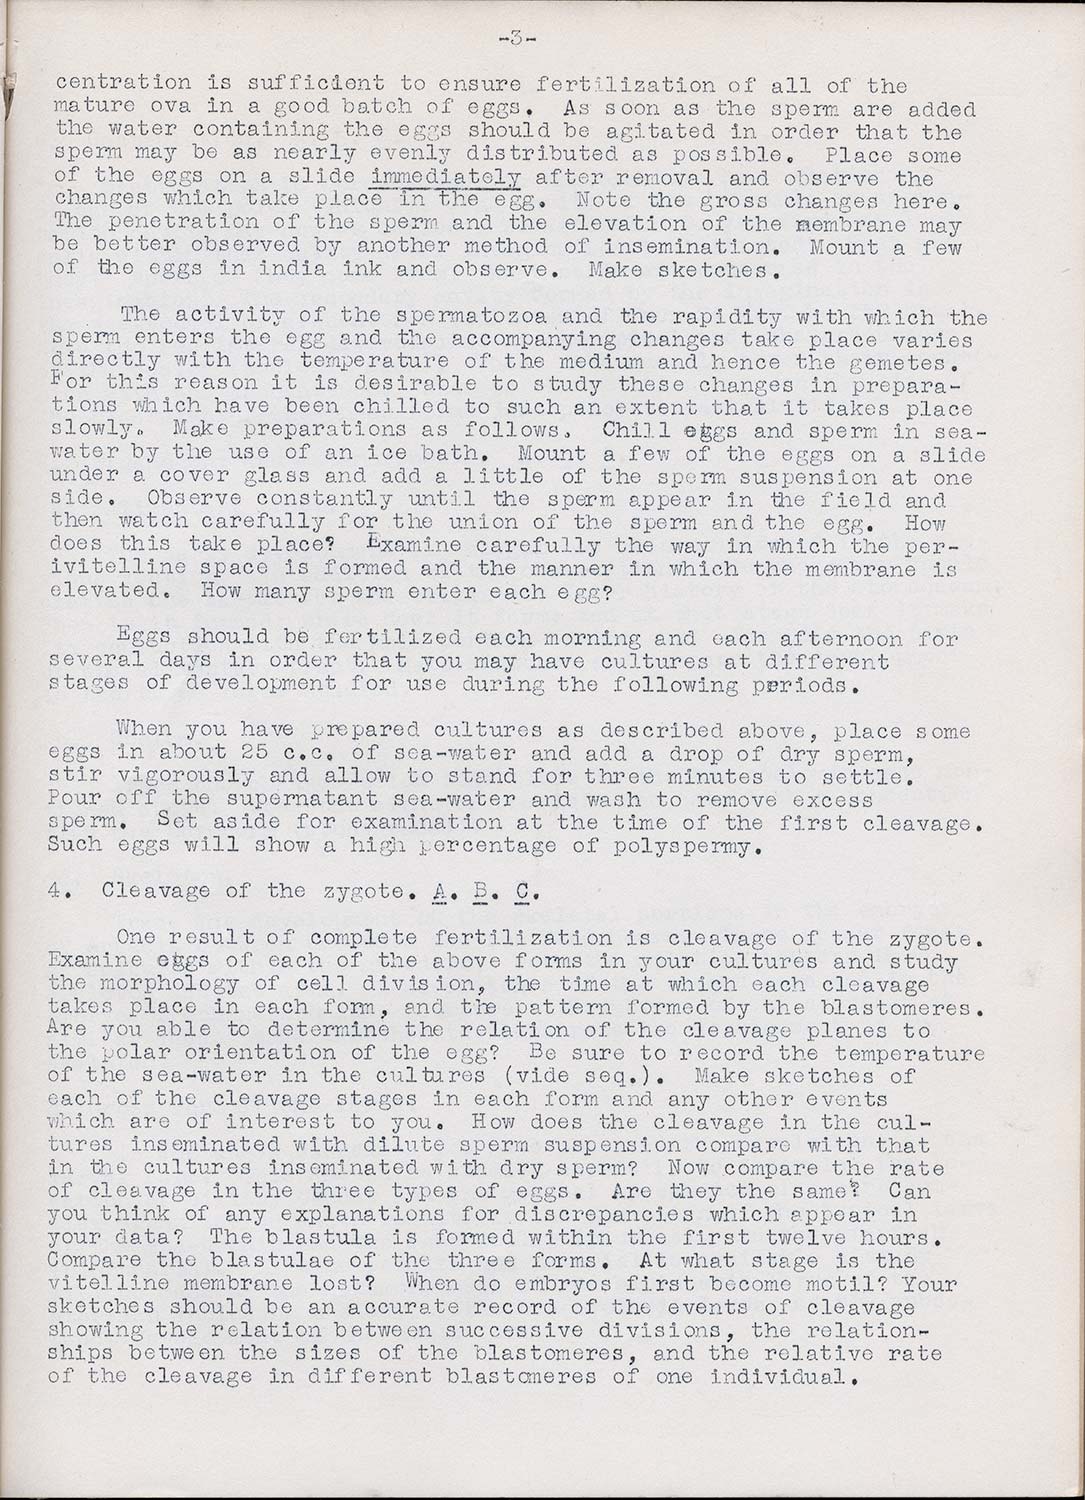 -3-
centration is sufficient to ensure fertilization of all of the
mature ova in a good batch of eggs. As soon as the sperm are added
the water containing the eggs should be agitated in order that the
sperm may be as nearly evenly distributed as possible. Place some
of the eggs on a slide immediately after removal and observe the
changes which take place in the egg. Note the gross changes here.
The penetration of the sperm and the elevation of the membrane may
be better observed by another method of insemination. Mount a few
of the eggs in india ink and observe. Make sketches.
The activity of the spermatozoa and the rapidity with which the
sperm enters the egg and the accompanying changes take place varies
directly with the temperature of the medium and hence the gemetes.
For this reason it is desirable to study these changes in prepara-
tions which have been chilled to such an extent that it takes place
slowly. Make preparations as follows. Chill eggs and sperm in sea-
water by the use of an ice bath. Mount a few of the eggs on a slide
under a cover glass and add a little of the sperm suspension at one
side. Observe constantly until the sperm appear in the field and
then watch carefully for the union of the sperm and the egg. How
does this take place? Examine carefully the way in which the per-
ivitelline space is formed and the manner in which the membrane is
elevated. How many sperm enter each egg?
Eggs should be fertilized each morning and each afternoon for
several days in order that you may have cultures at different
stages of development for use during the following periods.
When you have prepared cultures as described above, place some
eggs in about 25 c.c. of sea-water and add a drop of dry sperm,
stir vigorously and allow to stand for three minutes to settle.
Pour off the supernatant sea-water and wash to remove excess
sperm. Set aside for examination at the time of the first cleavage.
Such eggs will show a high percentage of polyspermy.
4. Cleavage of the zygote. A. B. C.
One result of complete fertilization is cleavage of the zygote.
Examine eggs of each of the above forms in your cultures and study
the morphology of cell division, the time at which each cleavage
takes place in each form, and the pattern formed by the blastomeres.
Are you able to determine the relation of the cleavage planes to
the polar orientation of the egg? Be sure to record the temperature
of the sea-water in the cultures (vide seq.). Make sketches of
each of the cleavage stages in each form and any other events
which are of interest to you. How does the cleavage in the cul-
tures inseminated with dilute sperm suspension compare with that
in the cultures inseminated with dry sperm? Now compare the rate
of cleavage in the three types of eggs. Are they the same? Can
you think of any explanations for discrepancies which appear in
your data? The blastula is formed within the first twelve hours.
Compare the blastulae of the three forms. At what stage is the
vitelline membrane lost? When do embryos first become motil? Your
sketches should be an accurate record of the events of cleavage
showing the relation between successive divisions, the relation-
ships between the sizes of the blastomeres, and the relative rate
of the cleavage in different blastomeres of one individual.